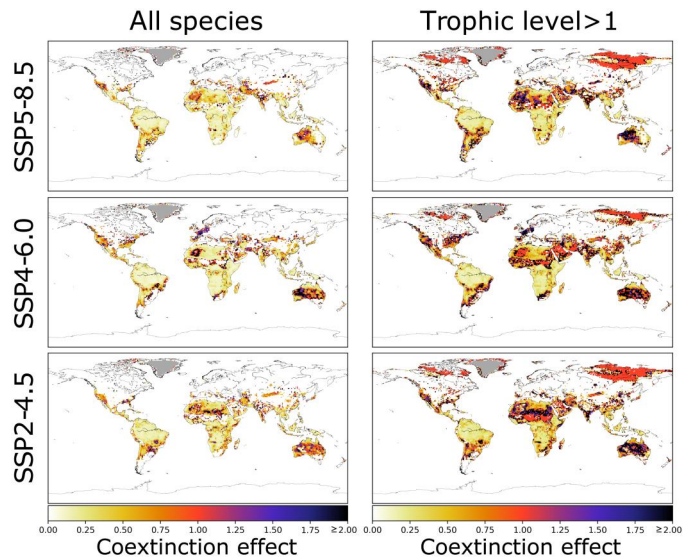 All species
Trophic level>1
SSP5-8.5
SSP4-6.0
SSP2-4.5
0.00 0.25 0.50 0.75 1.00 1.25 1.50 1.75 ≥2.00
0.00 0.25 0.50 0.75 1.00 1.25 1.50 1.75 ≥2.00
Coextinction effect
Coextinction effect